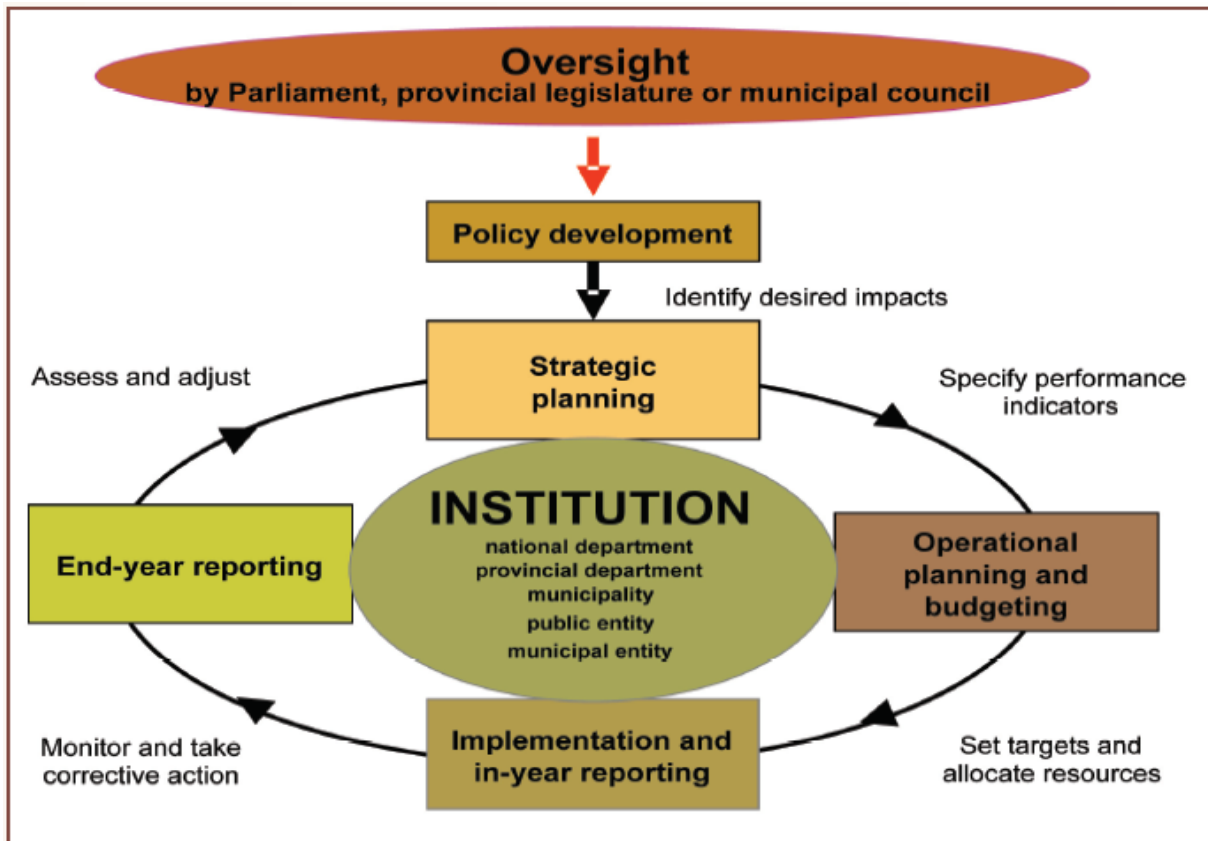 Oversight
by Parliament, provincial legislature or municipal council
Policy development
Identify desired impacts
Strategic
planning
Assess and adjust
Specify performance
indicators
INSTITUTION
national department
provincial department
municipality
public entity
municipal entity
End-year reporting
Operational
planning and
budgeting
Implementation and
in-year reporting
Monitor and take
corrective action
Set targets and
allocate resources